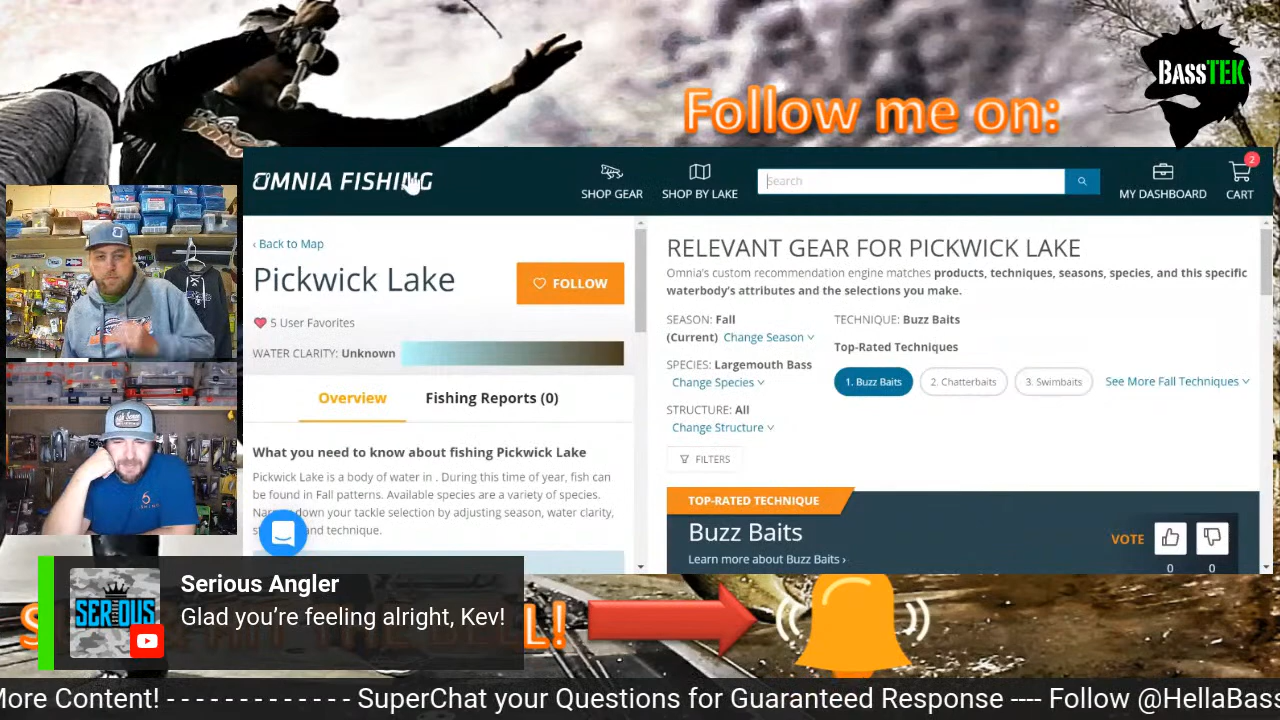 BASSTEK
Follow me on:
OMNIA FISHING
SHOP GEAR
SHOP BY LAKE
Search
MY DASHBOARD
2
CART
‹ Back to Map
Pickwick Lake
FOLLOW
5 User Favorites
WATER CLARITY: Unknown
Overview
Fishing Reports (0)
What you need to know about fishing Pickwick Lake
Pickwick Lake is a body of water in . During this time of year, fish can
be found in Fall patterns. Available species are a variety of species.
down your tackle selection by adjusting season, water clarity,
and technique.
RELEVANT GEAR FOR PICKWICK LAKE
Omnia's custom recommendation engine matches products, techniques, seasons, species, and this specific
waterbody's attributes and the selections you make.
SEASON: Fall
(Current) Change Season
SPECIES: Largemouth Bass
Change Species
STRUCTURE: All
Change Structure
FILTERS
TECHNIQUE: Buzz Baits
Top-Rated Techniques
1. Buzz Baits
2. Chatterbaits
3. Swimbaits
See More Fall Techniques
TOP-RATED TECHNIQUE
Buzz Baits
Learn more about Buzz Baits ›
VOTE
0
0
SERIOUS
Serious Angler
Glad you’re feeling alright, Kev!
More Content! - - - - - - - - - - - - - SuperChat your Questions for Guaranteed Response ---- Follow @HellaBass